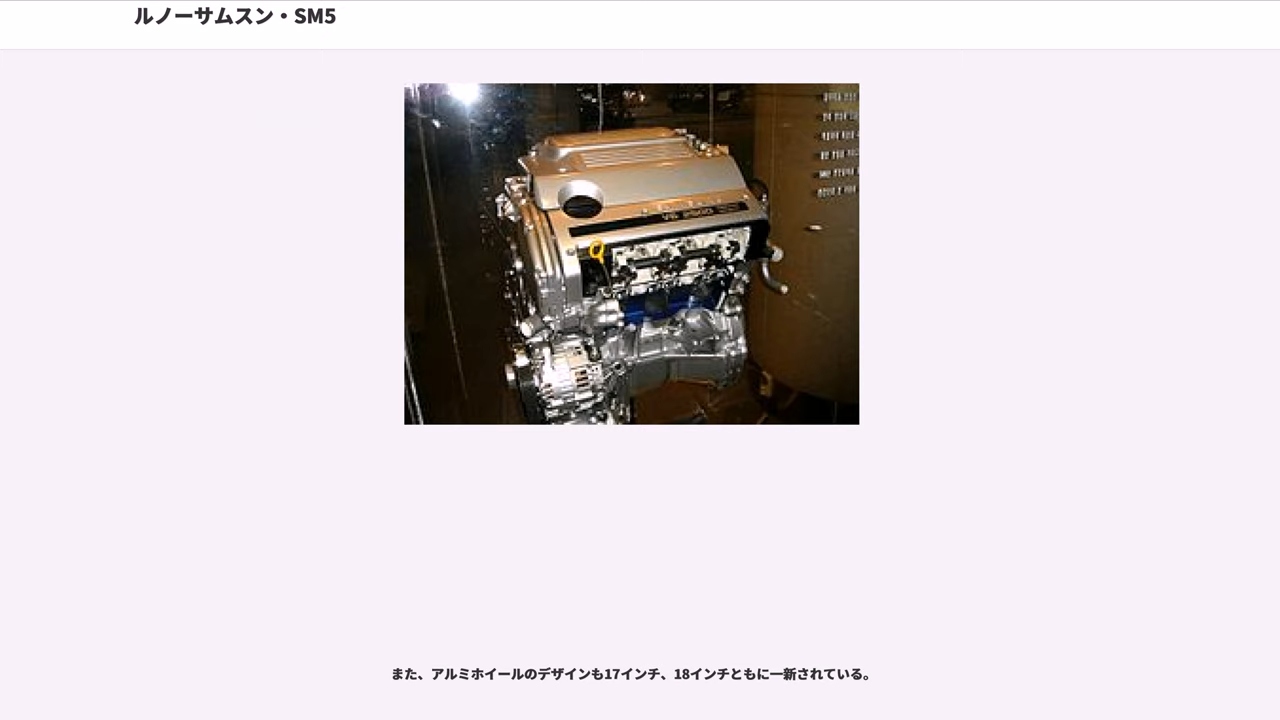 ルノーサムスン・SM5
また、アルミホイールのデザインも17インチ、18インチともに一新されている。